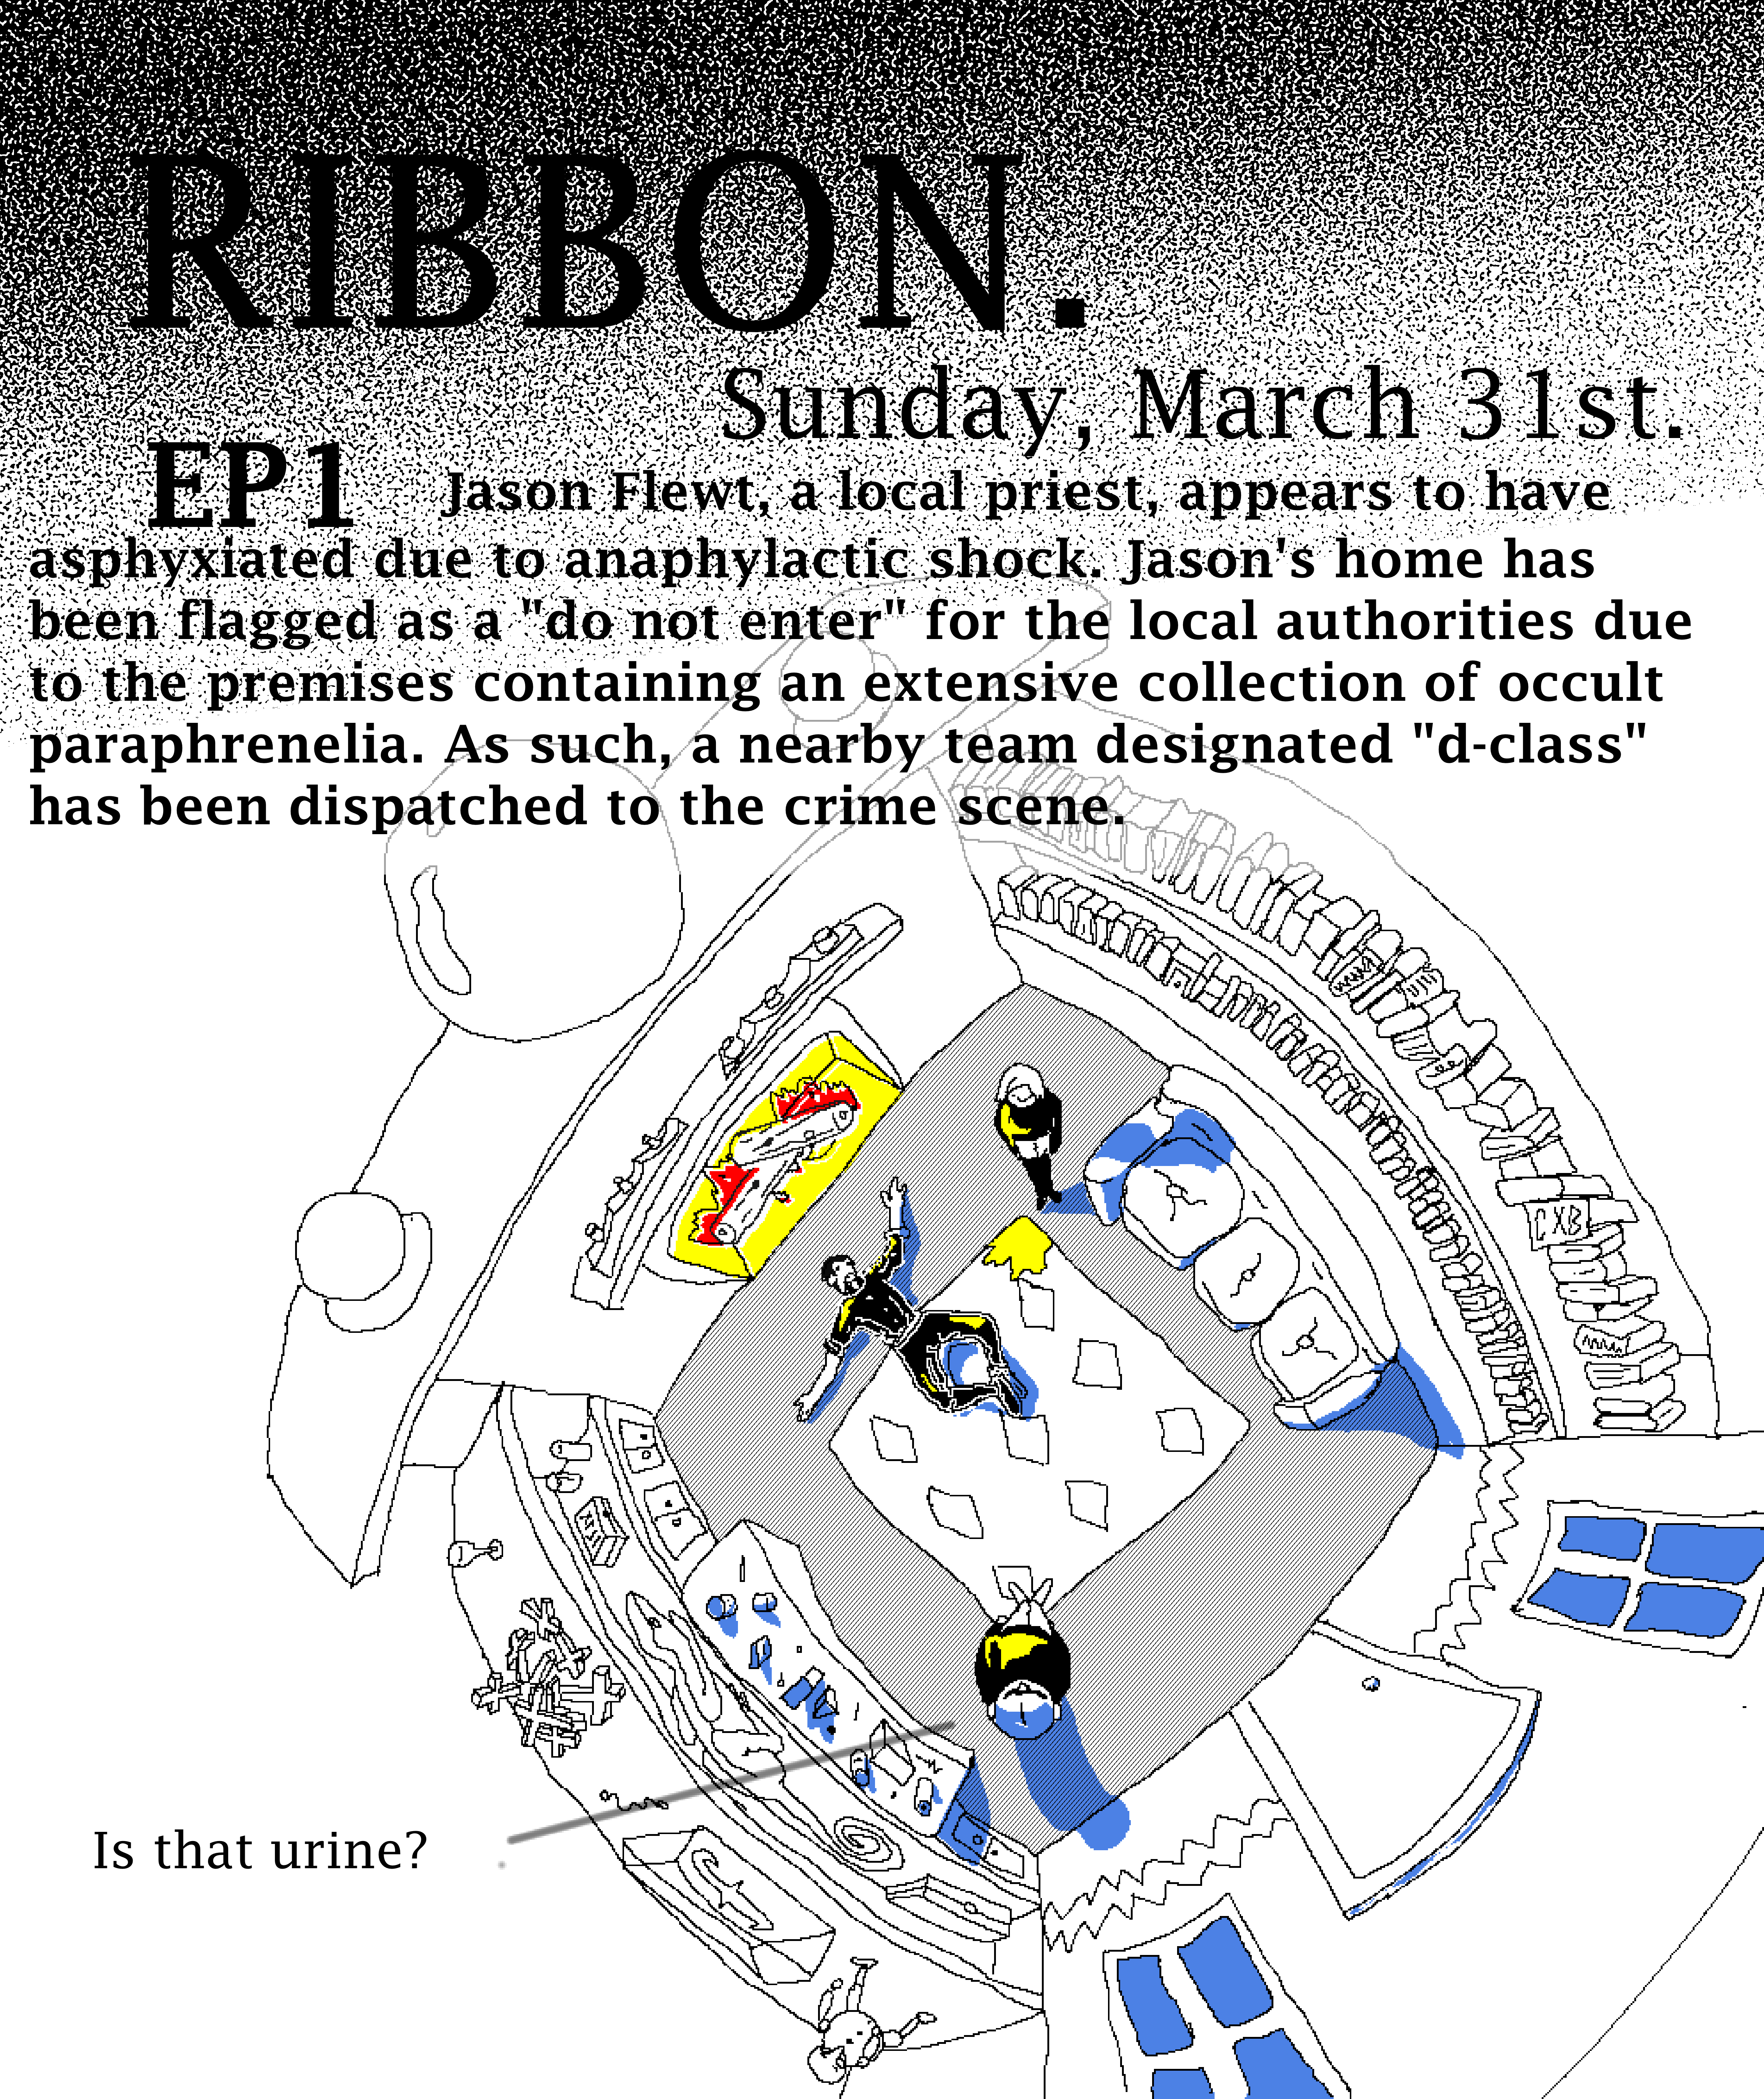 RIBBON.
Sunday, March 31st.
EP1 Jason Flewt, a local priest, appears to have
asphyxiated due to anaphylactic shock. Jason's home has
been flagged as a "do not enter" for the local authorities due
to the premises containing an extensive collection of occult
paraphrenelia. As such, a nearby team designated "d-class"
has been dispatched to the crime scene.
Is that urine?